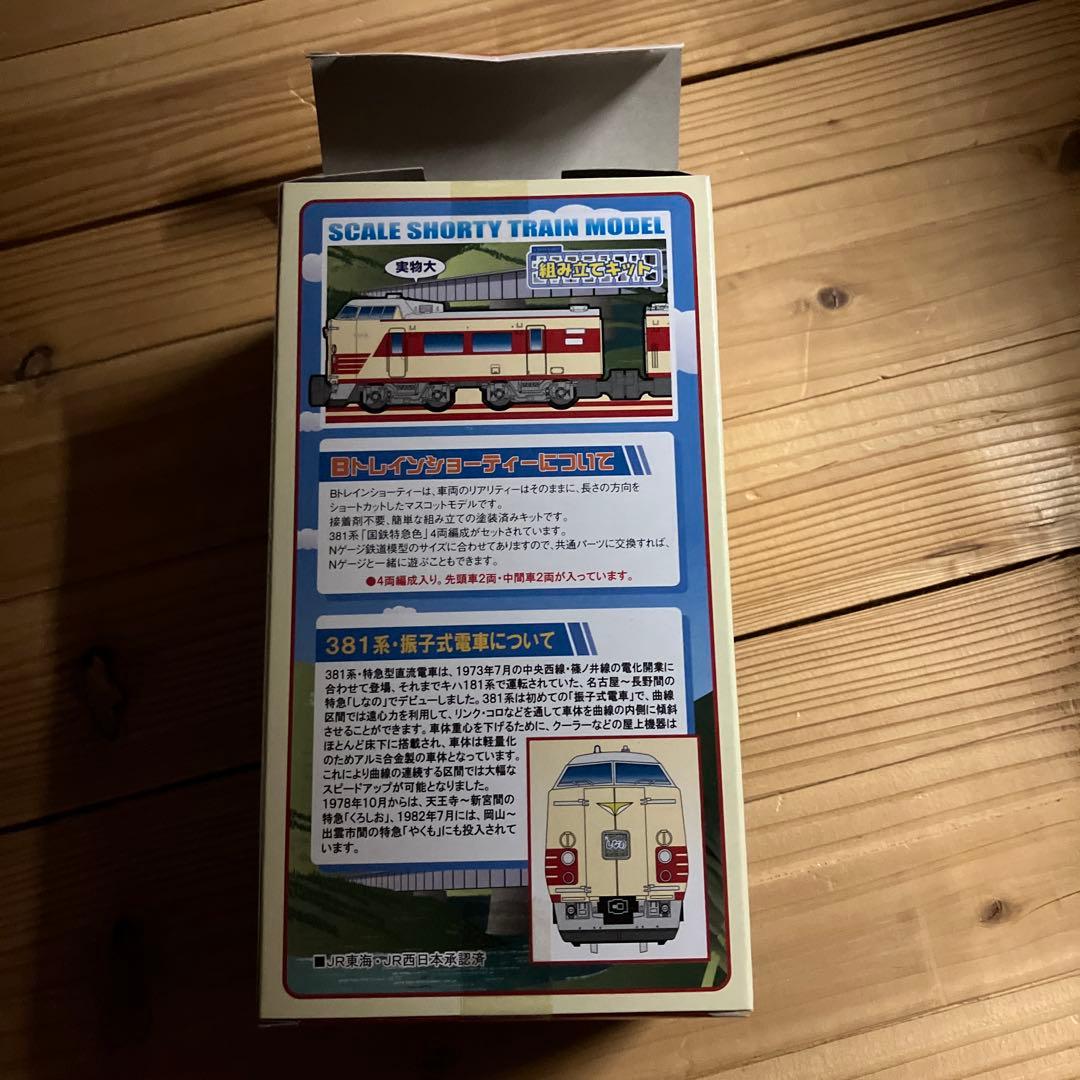 SCALE SHORTY TRAIN MODEL
実物大
組み立てキット
Bトレインショーティーについて
Bトレインショーティーは、車両のリアリティーはそのままに、長さの方向を
ショートカットしたマスコットモデルです。
接着剤不要、簡単な組み立ての塗装済みキットです。
381系「国鉄特急色」4両編成がセットされています。
Nゲージ鉄道模型のサイズに合わせてありますので、共通パーツに交換すれば、
Nゲージと一緒に遊ぶこともできます。
●4両編成入り。先頭車2両・中間車2両が入っています。
381系・振子式電車について
381系・特急型直流電車は、1973年7月の中央西線・篠ノ井線の電化開業に
合わせて登場、それまでキハ181系で運転されていた、名古屋～長野間の
特急「しなの」でデビューしました。381系は初めての「振子式電車」で、曲線
区間では遠心力を利用して、リンク・コロなどを通して車体を曲線の内側に傾斜
させることができます。車体重心を下げるために、クーラーなどの屋上機器は
ほとんど床下に搭載され、車体は軽量化
のためアルミ合金製の車体となっています。
これにより曲線の連続する区間では大幅な
スピードアップが可能となりました。
1978年10月からは、天王寺～新宮間の
特急「くろしお」、1982年7月には、岡山～
出雲市間の特急「やくも」にも投入されて
います。
しなの
■JR東海・JR西日本承認済